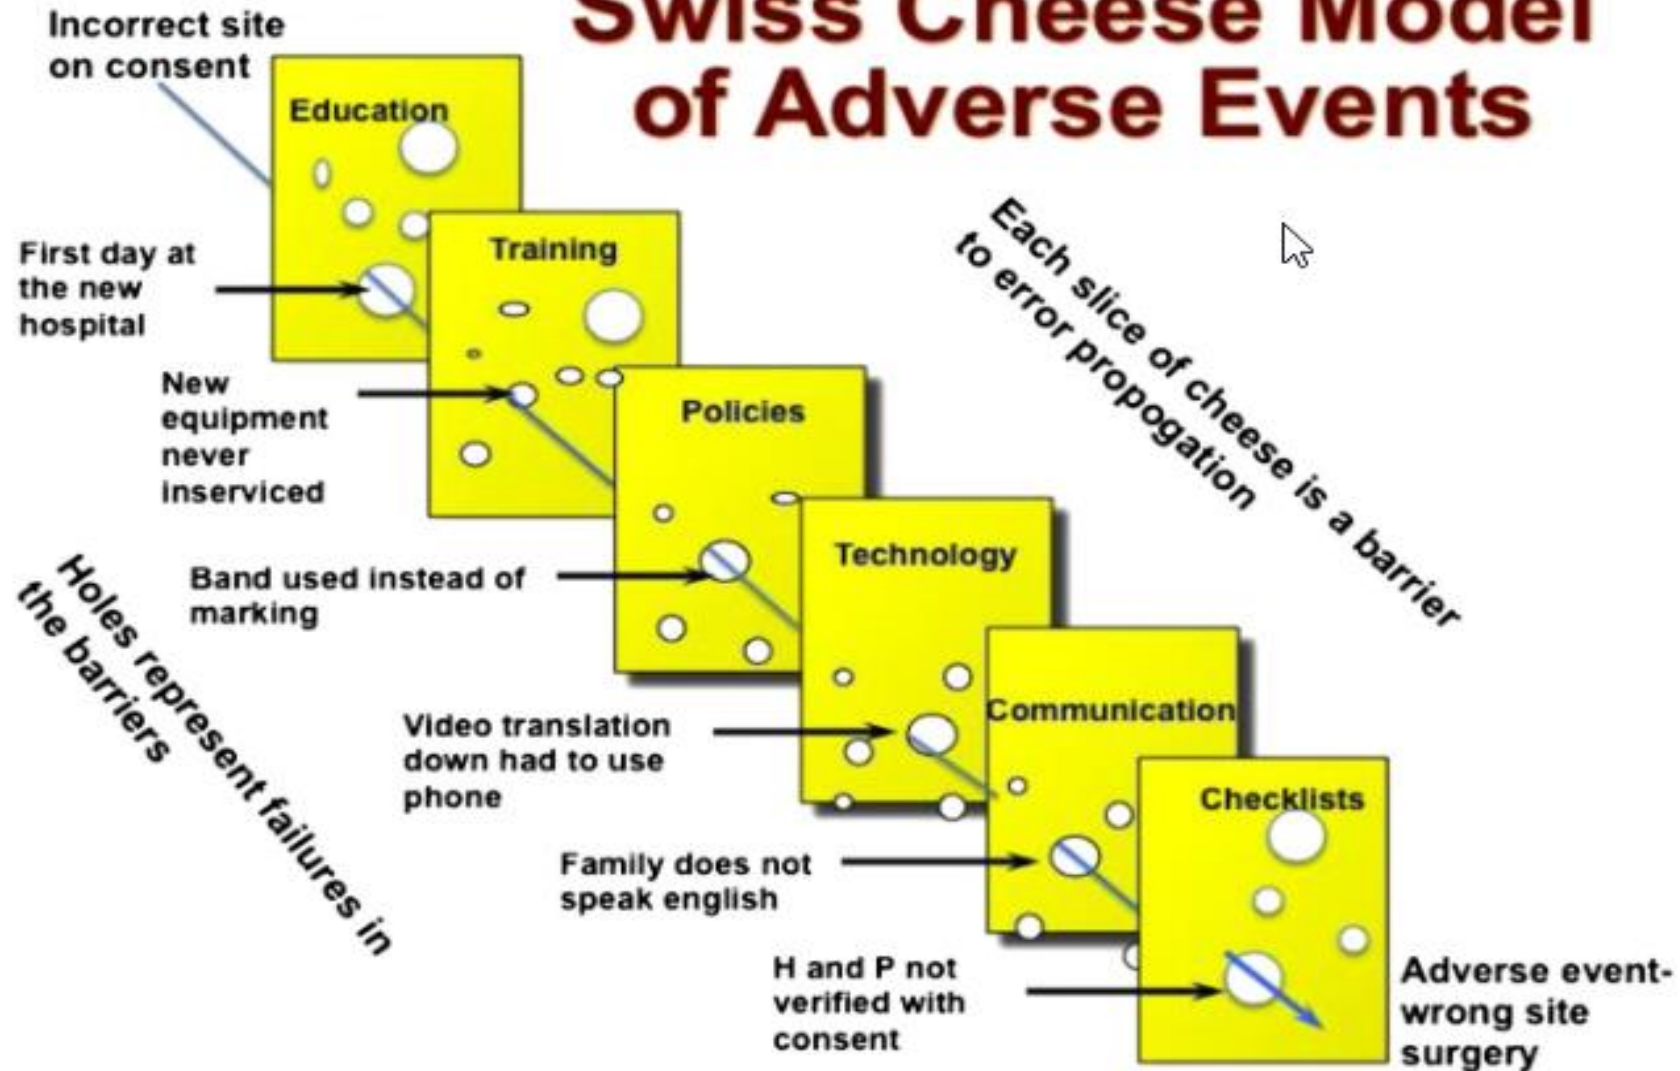 Swiss Cheese Model
of Adverse Events
Incorrect site
on consent
Education
First day at
the new
hospital
Training
New
equipment
never
inserviced
Policies
Band used instead of
marking
Technology
Video translation
down had to use
phone
Communication
Family does not
speak english
Checklists
H and P not
verified with
consent
Adverse event-
wrong site
surgery
Each slice of cheese is a barrier
to error propogation
Holes represent failures in
the barriers